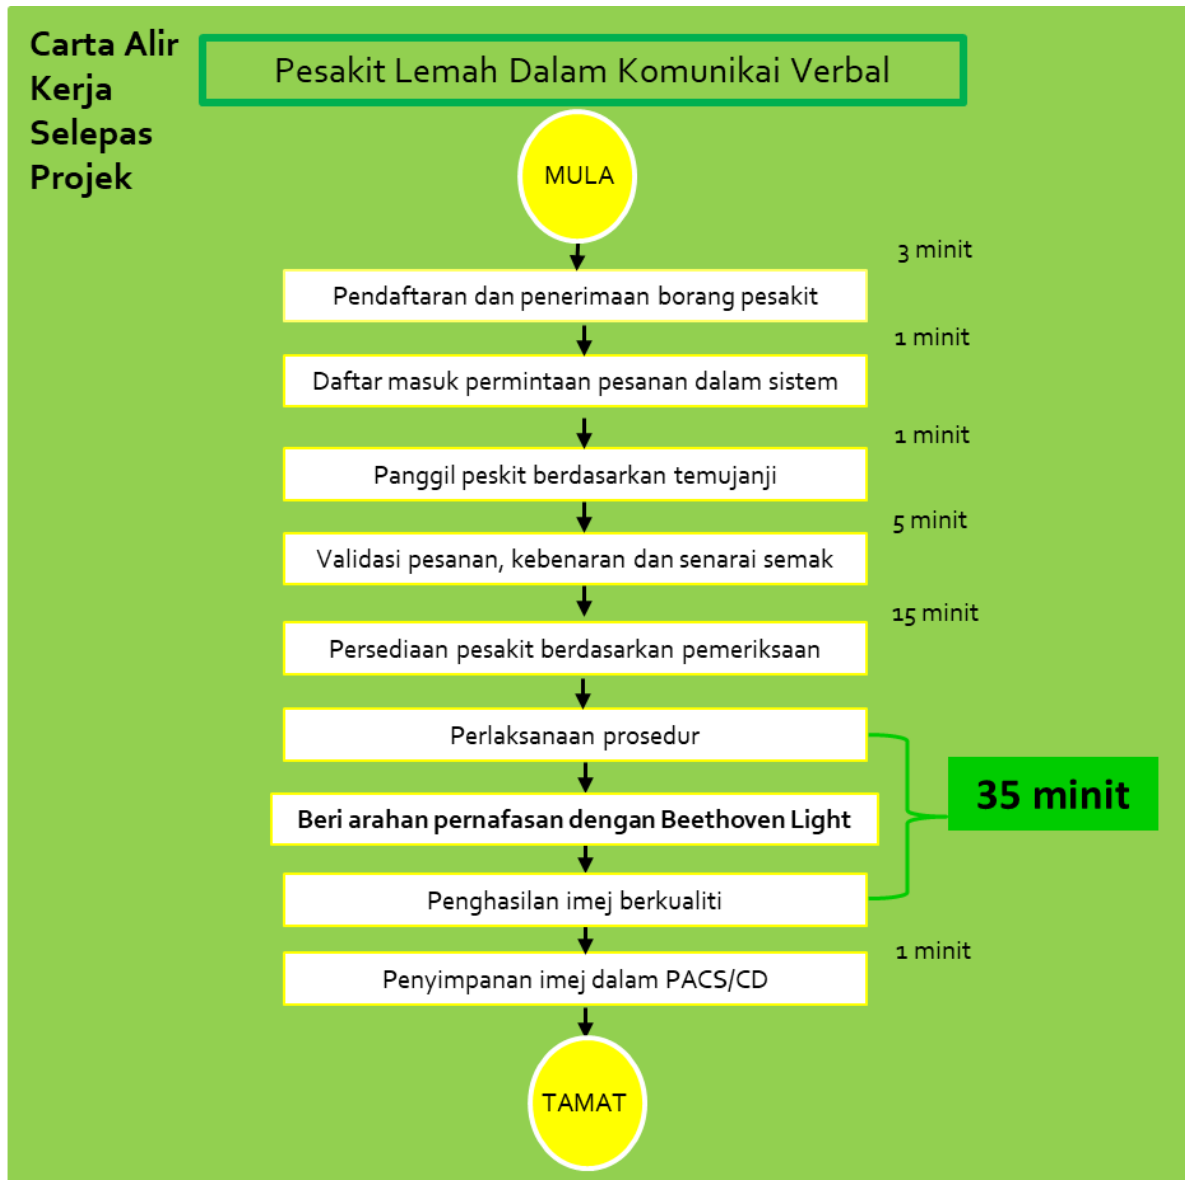 Carta Alir
Kerja
Selepas
Projek
Pesakit Lemah Dalam Komunikai Verbal
MULA
3 minit
Pendaftaran dan penerimaan borang pesakit
1 minit
Daftar masuk permintaan pesanan dalam sistem
1 minit
Panggil peskit berdasarkan temujanji
5 minit
Validasi pesanan, kebenaran dan senarai semak
15 minit
Persediaan pesakit berdasarkan pemeriksaan
Perlaksanaan prosedur
35 minit
Beri arahan pernafasan dengan Beethoven Light
Penghasilan imej berkualiti
1 minit
Penyimpanan imej dalam PACS/CD
TAMAT